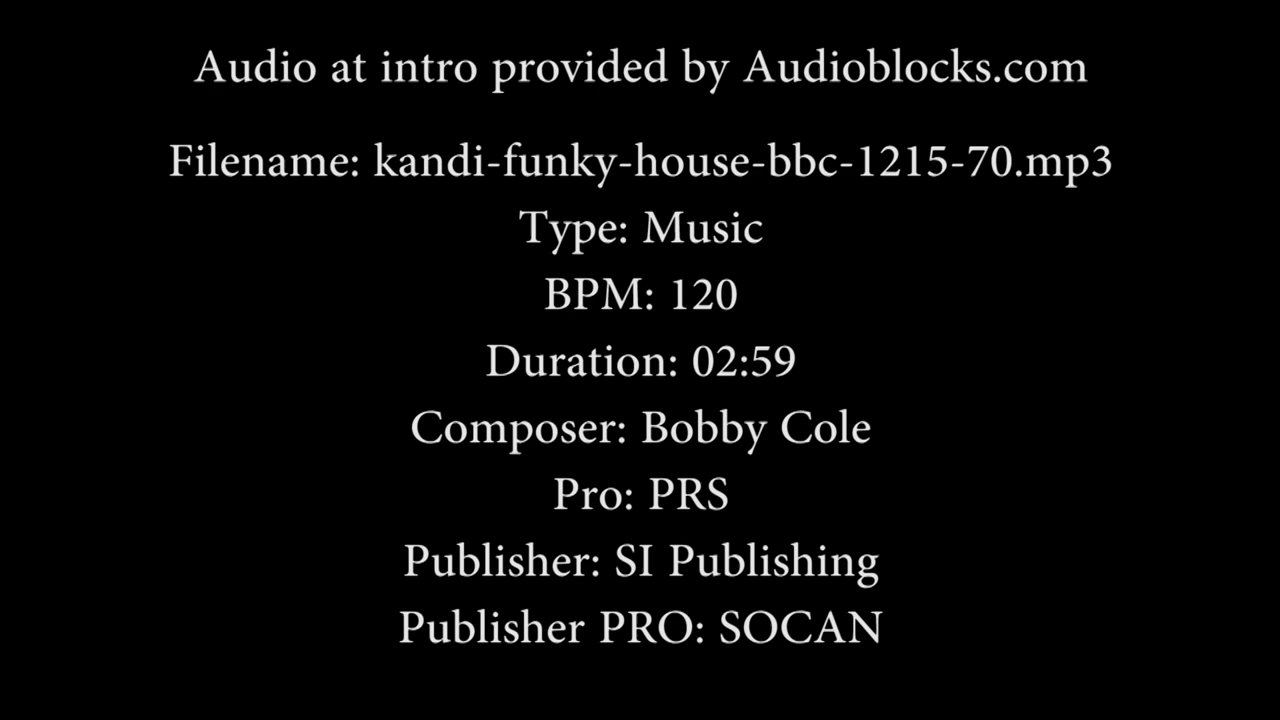 Audio at intro provided by Audioblocks.com
Filename: kandi-funky-house-bbc-1215-70.mp3
Type: Music
BPM: 120
Duration: 02:59
Composer: Bobby Cole
Pro: PRS
Publisher: SI Publishing
Publisher PRO: SOCAN